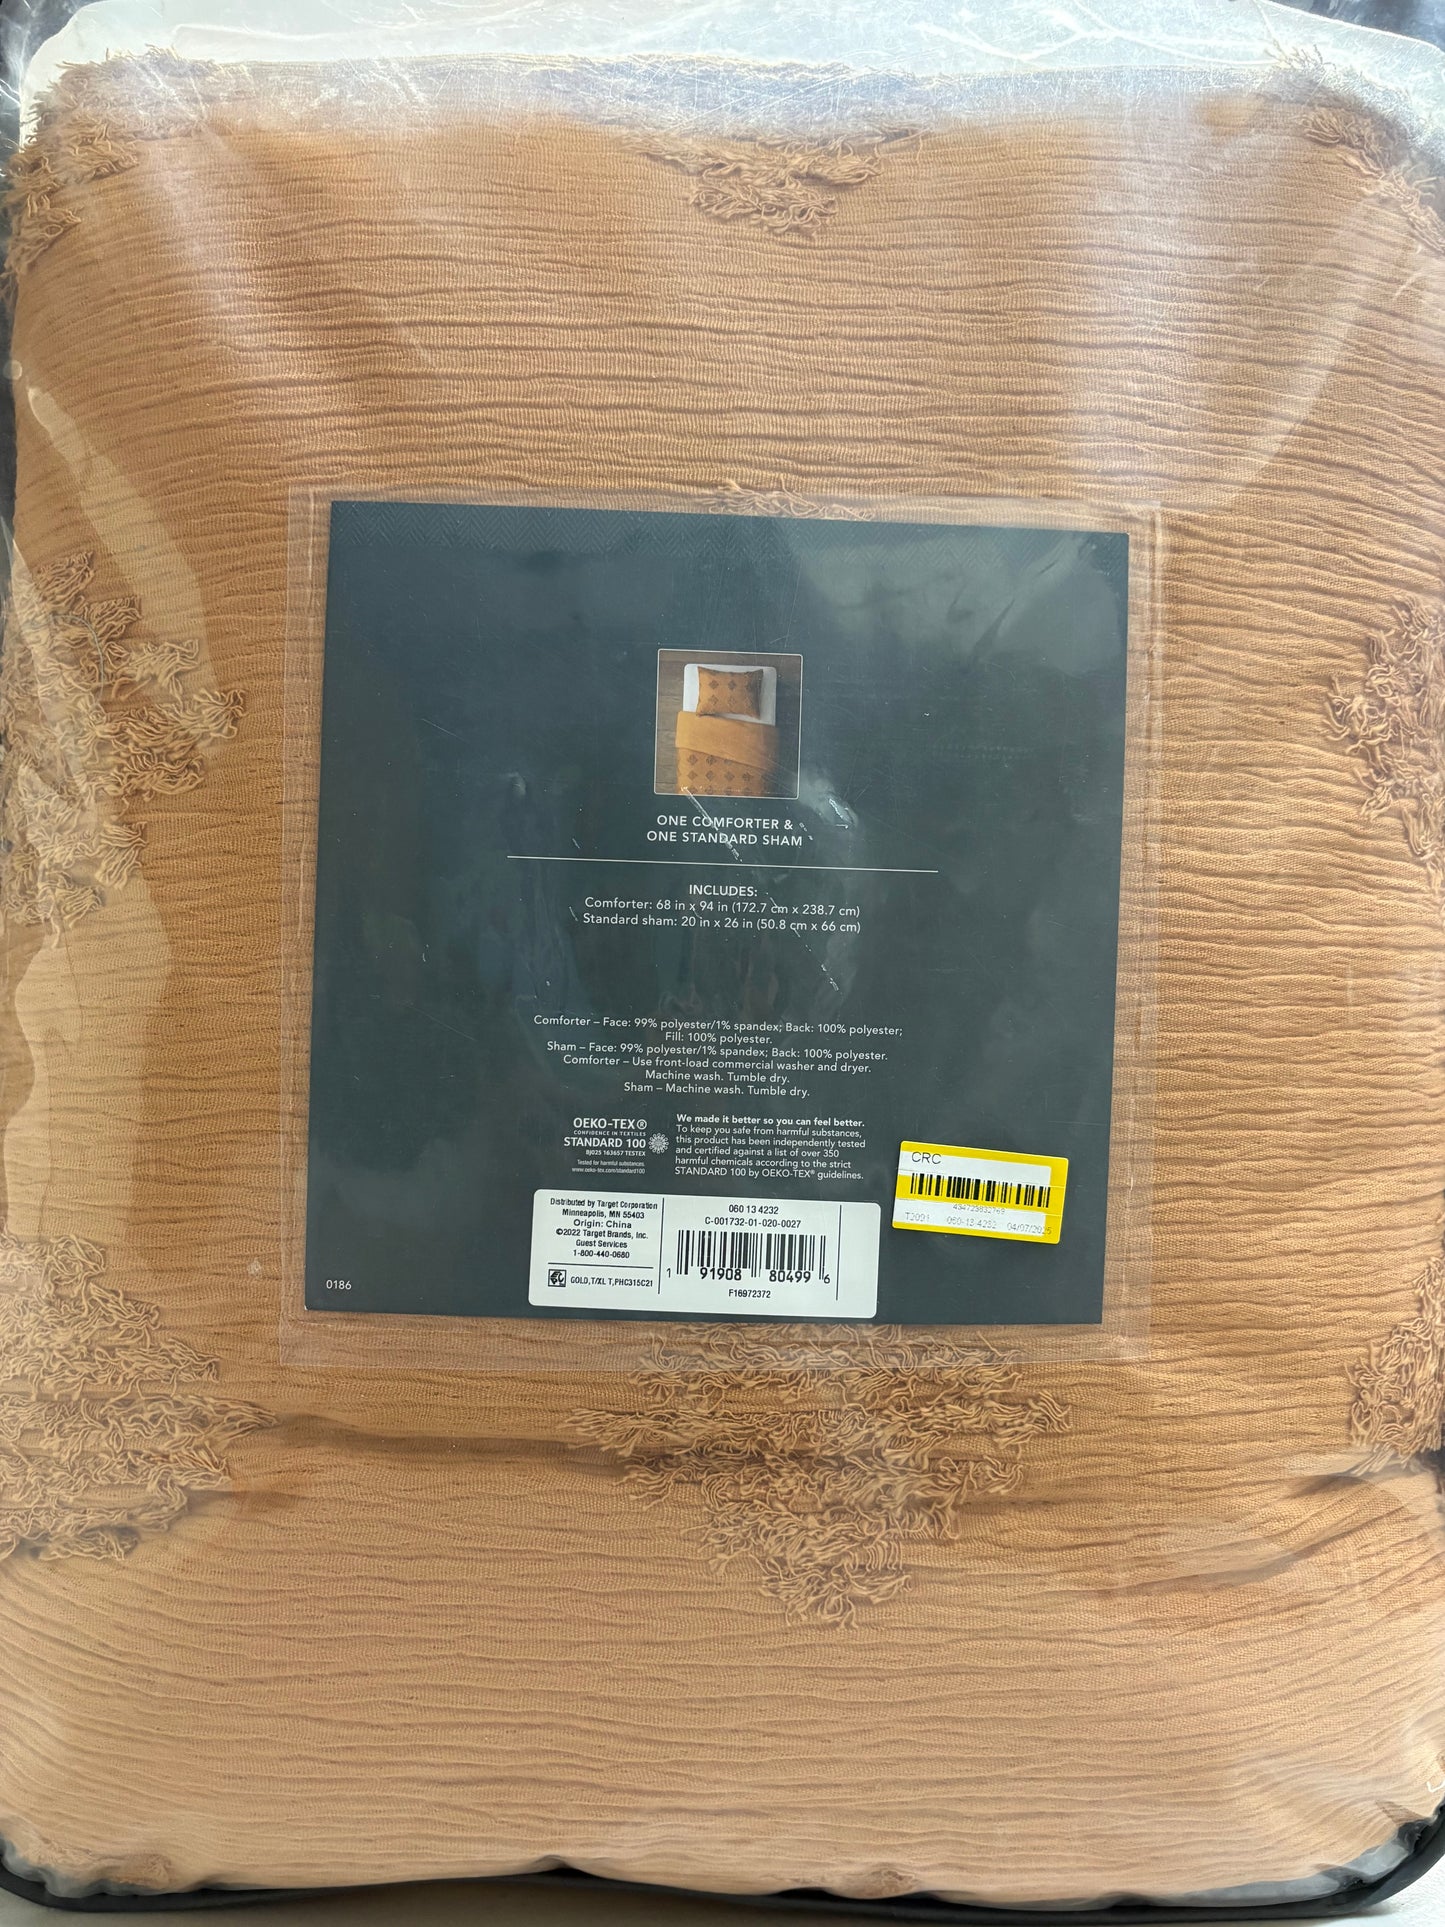 ONE COMFORTER &
ONE STANDARD SHAM
INCLUDES:
Comforter: 68 in x 94 in (172.7 cm x 238.7 cm)
Standard sham: 20 in x 26 in (50.8 cm x 66 cm)
Comforter – Face: 99% polyester/1% spandex; Back: 100% polyester;
Fill: 100% polyester.
Sham – Face: 99% polyester/1% spandex; Back: 100% polyester.
Comforter – Use front-load commercial washer and dryer.
Machine wash. Tumble dry.
Sham – Machine wash. Tumble dry.
OEKO-TEX®
CONFIDENCE IN TEXTILES
STANDARD 100
BJ025 163657 TESTEX
Tested for harmful substances.
www.oeko-tex.com/standard100
We made it better so you can feel better.
To keep you safe from harmful substances,
this product has been independently tested
and certified against a list of over 350
harmful chemicals according to the strict
STANDARD 100 by OEKO-TEX® guidelines.
CRC
T2091 060-13-4232 04/07/2025
Distributed by Target Corporation
Minneapolis, MN 55403
Origin: China
©2022 Target Brands, Inc.
Guest Services
1-800-440-0680
GOLD,T/XL T,PHC315C21
060 13 4232
C-001732-01-020-0027
1 91908 80499 6
F16972372
0186